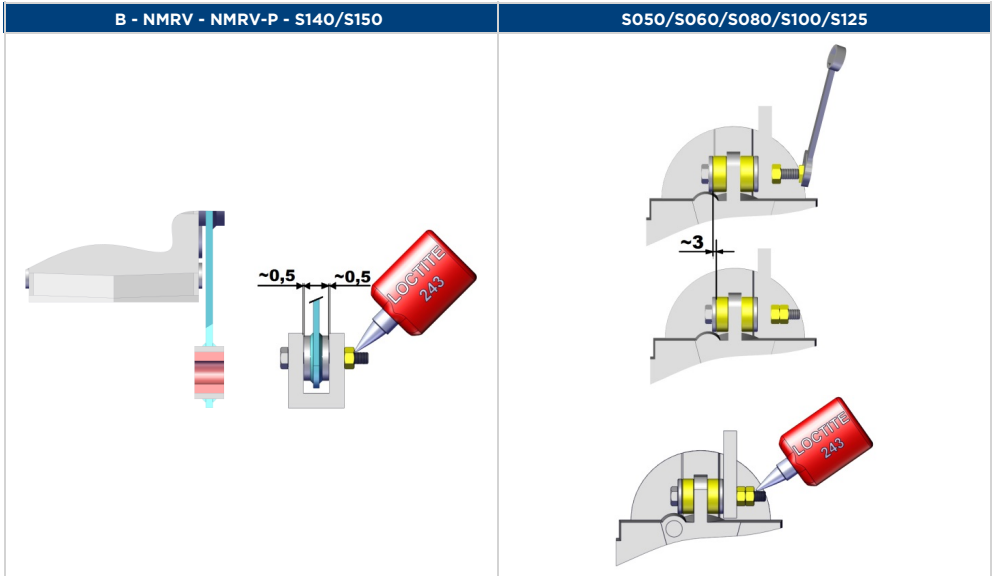 B - NMRV - NMRV-P - S140/S150
S050/S060/S080/S100/S125
~3
~0,5 ~0,5
LOCTITE
243
LOCTITE
243